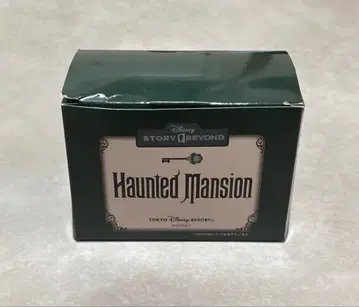 Disney
STORY BEYOND
Haunted Mansion
TOKYO Disney RESORT®